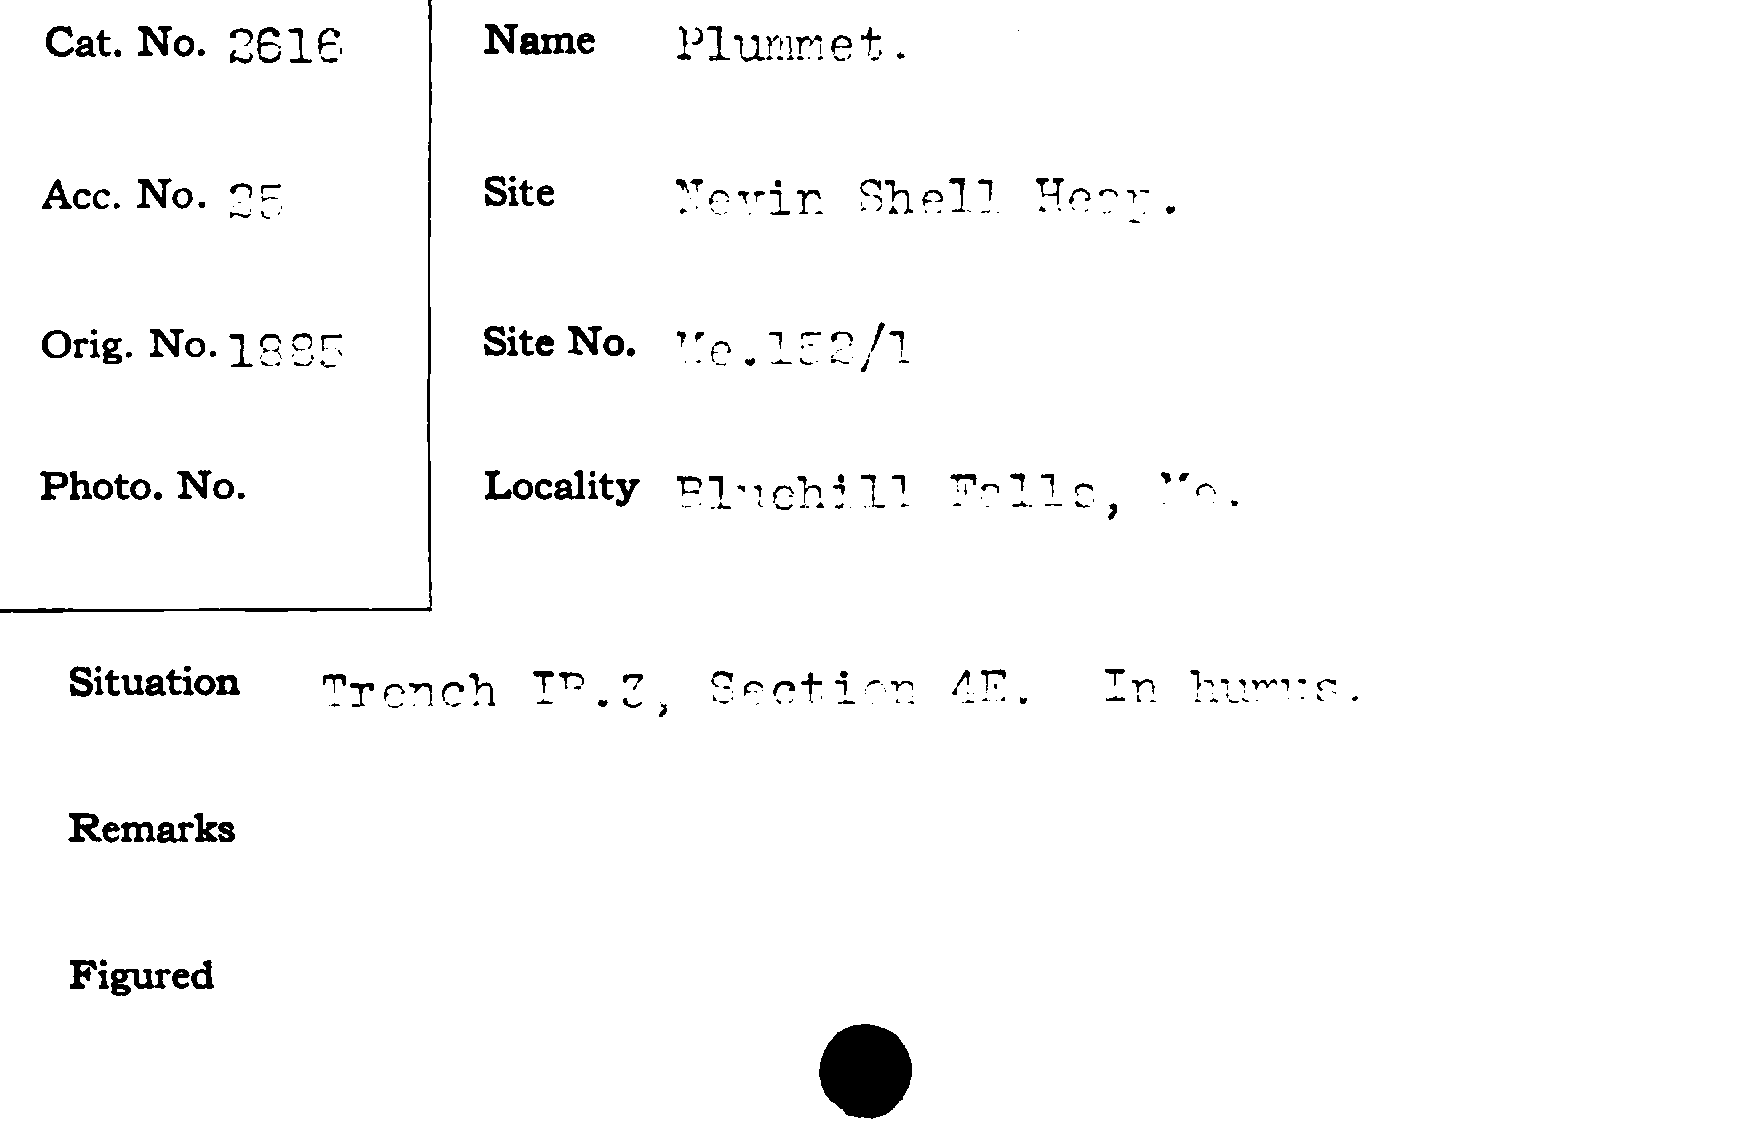 Cat. No. 2616
Name Plummet.
Acc. No. 25
Site Nevin Shell Heap.
Orig. No. 1885
Site No. Me.152/1
Photo. No.
Locality Bluehill Falls, Me.
Situation Trench IB.3, Section 4E. In humus.
Remarks
Figured